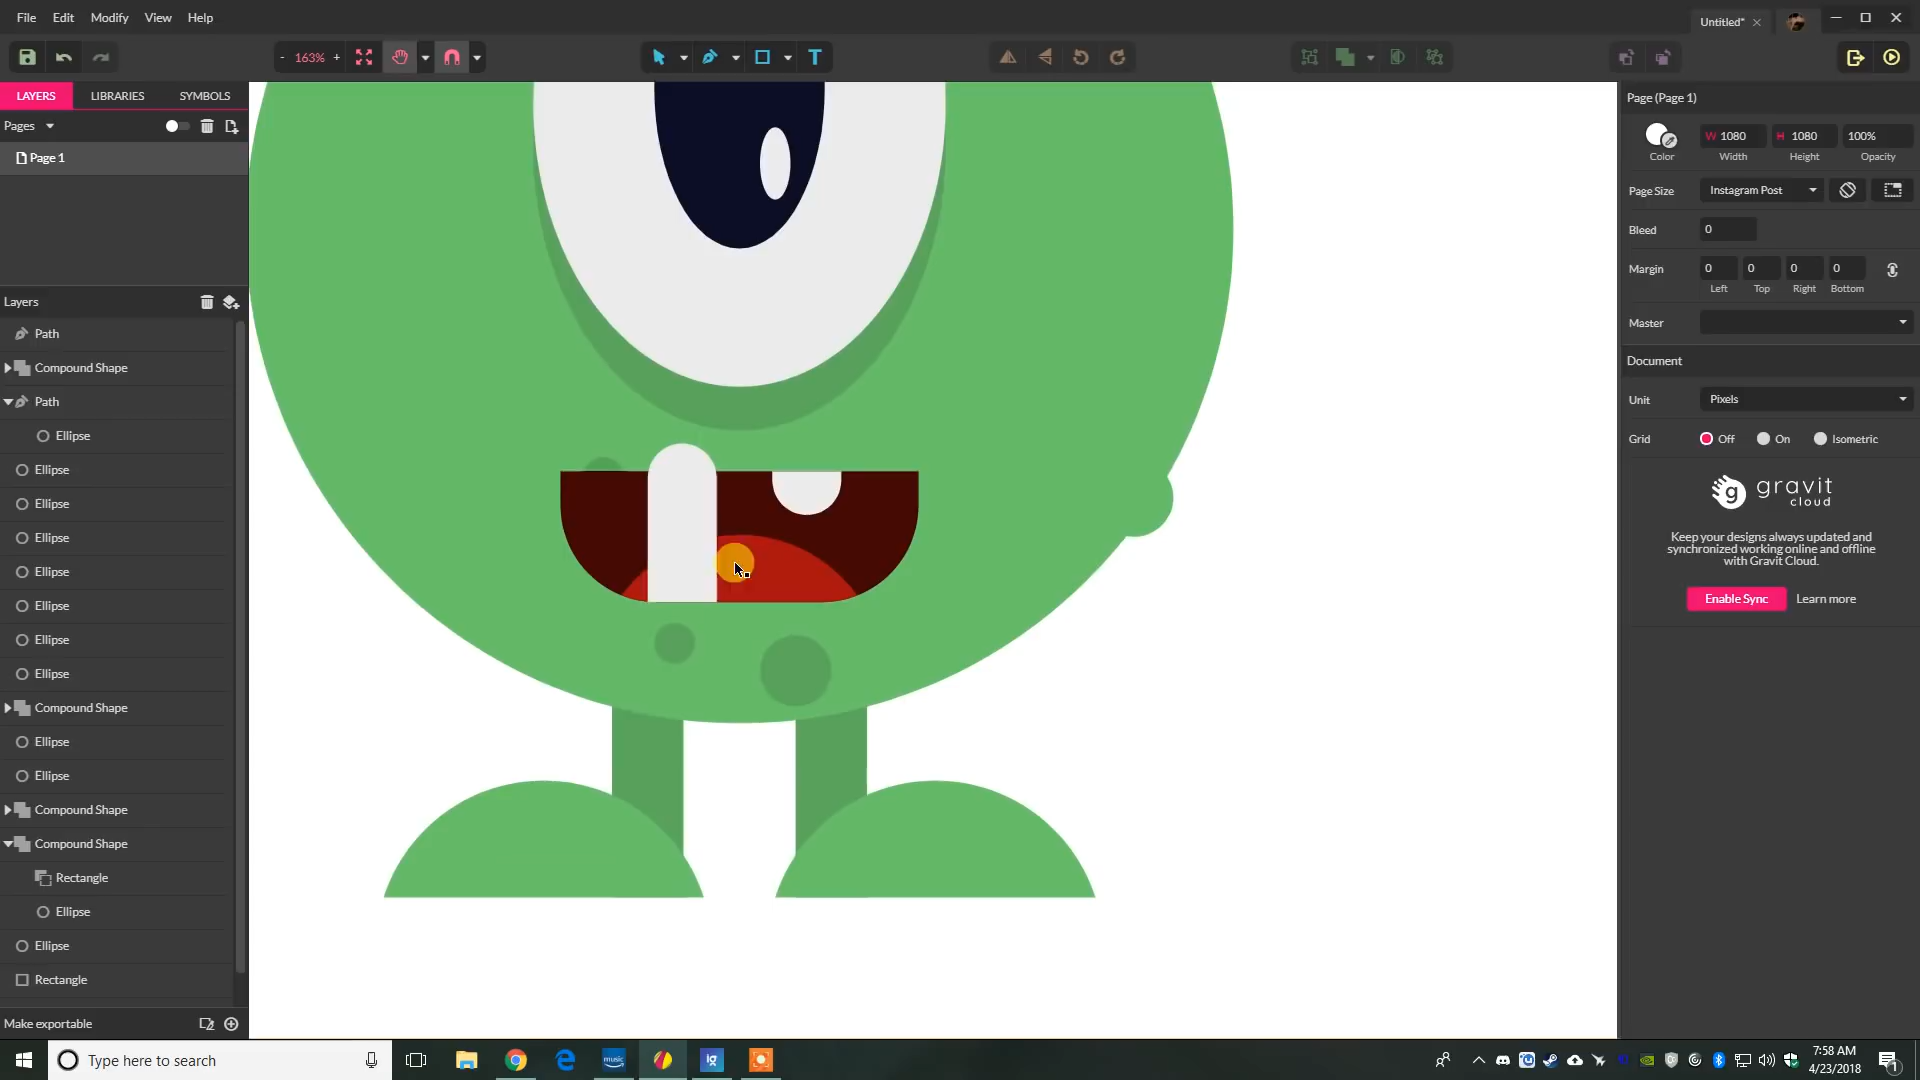 File Edit Modify View Help
Untitled*
- 163% +
T
LAYERS LIBRARIES SYMBOLS
Pages
Page 1
Layers
Path
Compound Shape
Path
Ellipse
Ellipse
Ellipse
Ellipse
Ellipse
Ellipse
Ellipse
Ellipse
Compound Shape
Ellipse
Ellipse
Compound Shape
Compound Shape
Rectangle
Ellipse
Ellipse
Rectangle
Make exportable
Page (Page 1)
W 1080 H 1080 100%
Color Width Height Opacity
Page Size Instagram Post
Bleed 0
Margin 0 0 0 0
Left Top Right Bottom
Master
Document
Unit Pixels
Grid Off On Isometric
g gravit
cloud
Keep your designs always updated and
synchronized working online and offline
with Gravit Cloud.
Enable Sync Learn more
Type here to search
music
7:58 AM
4/23/2018
1